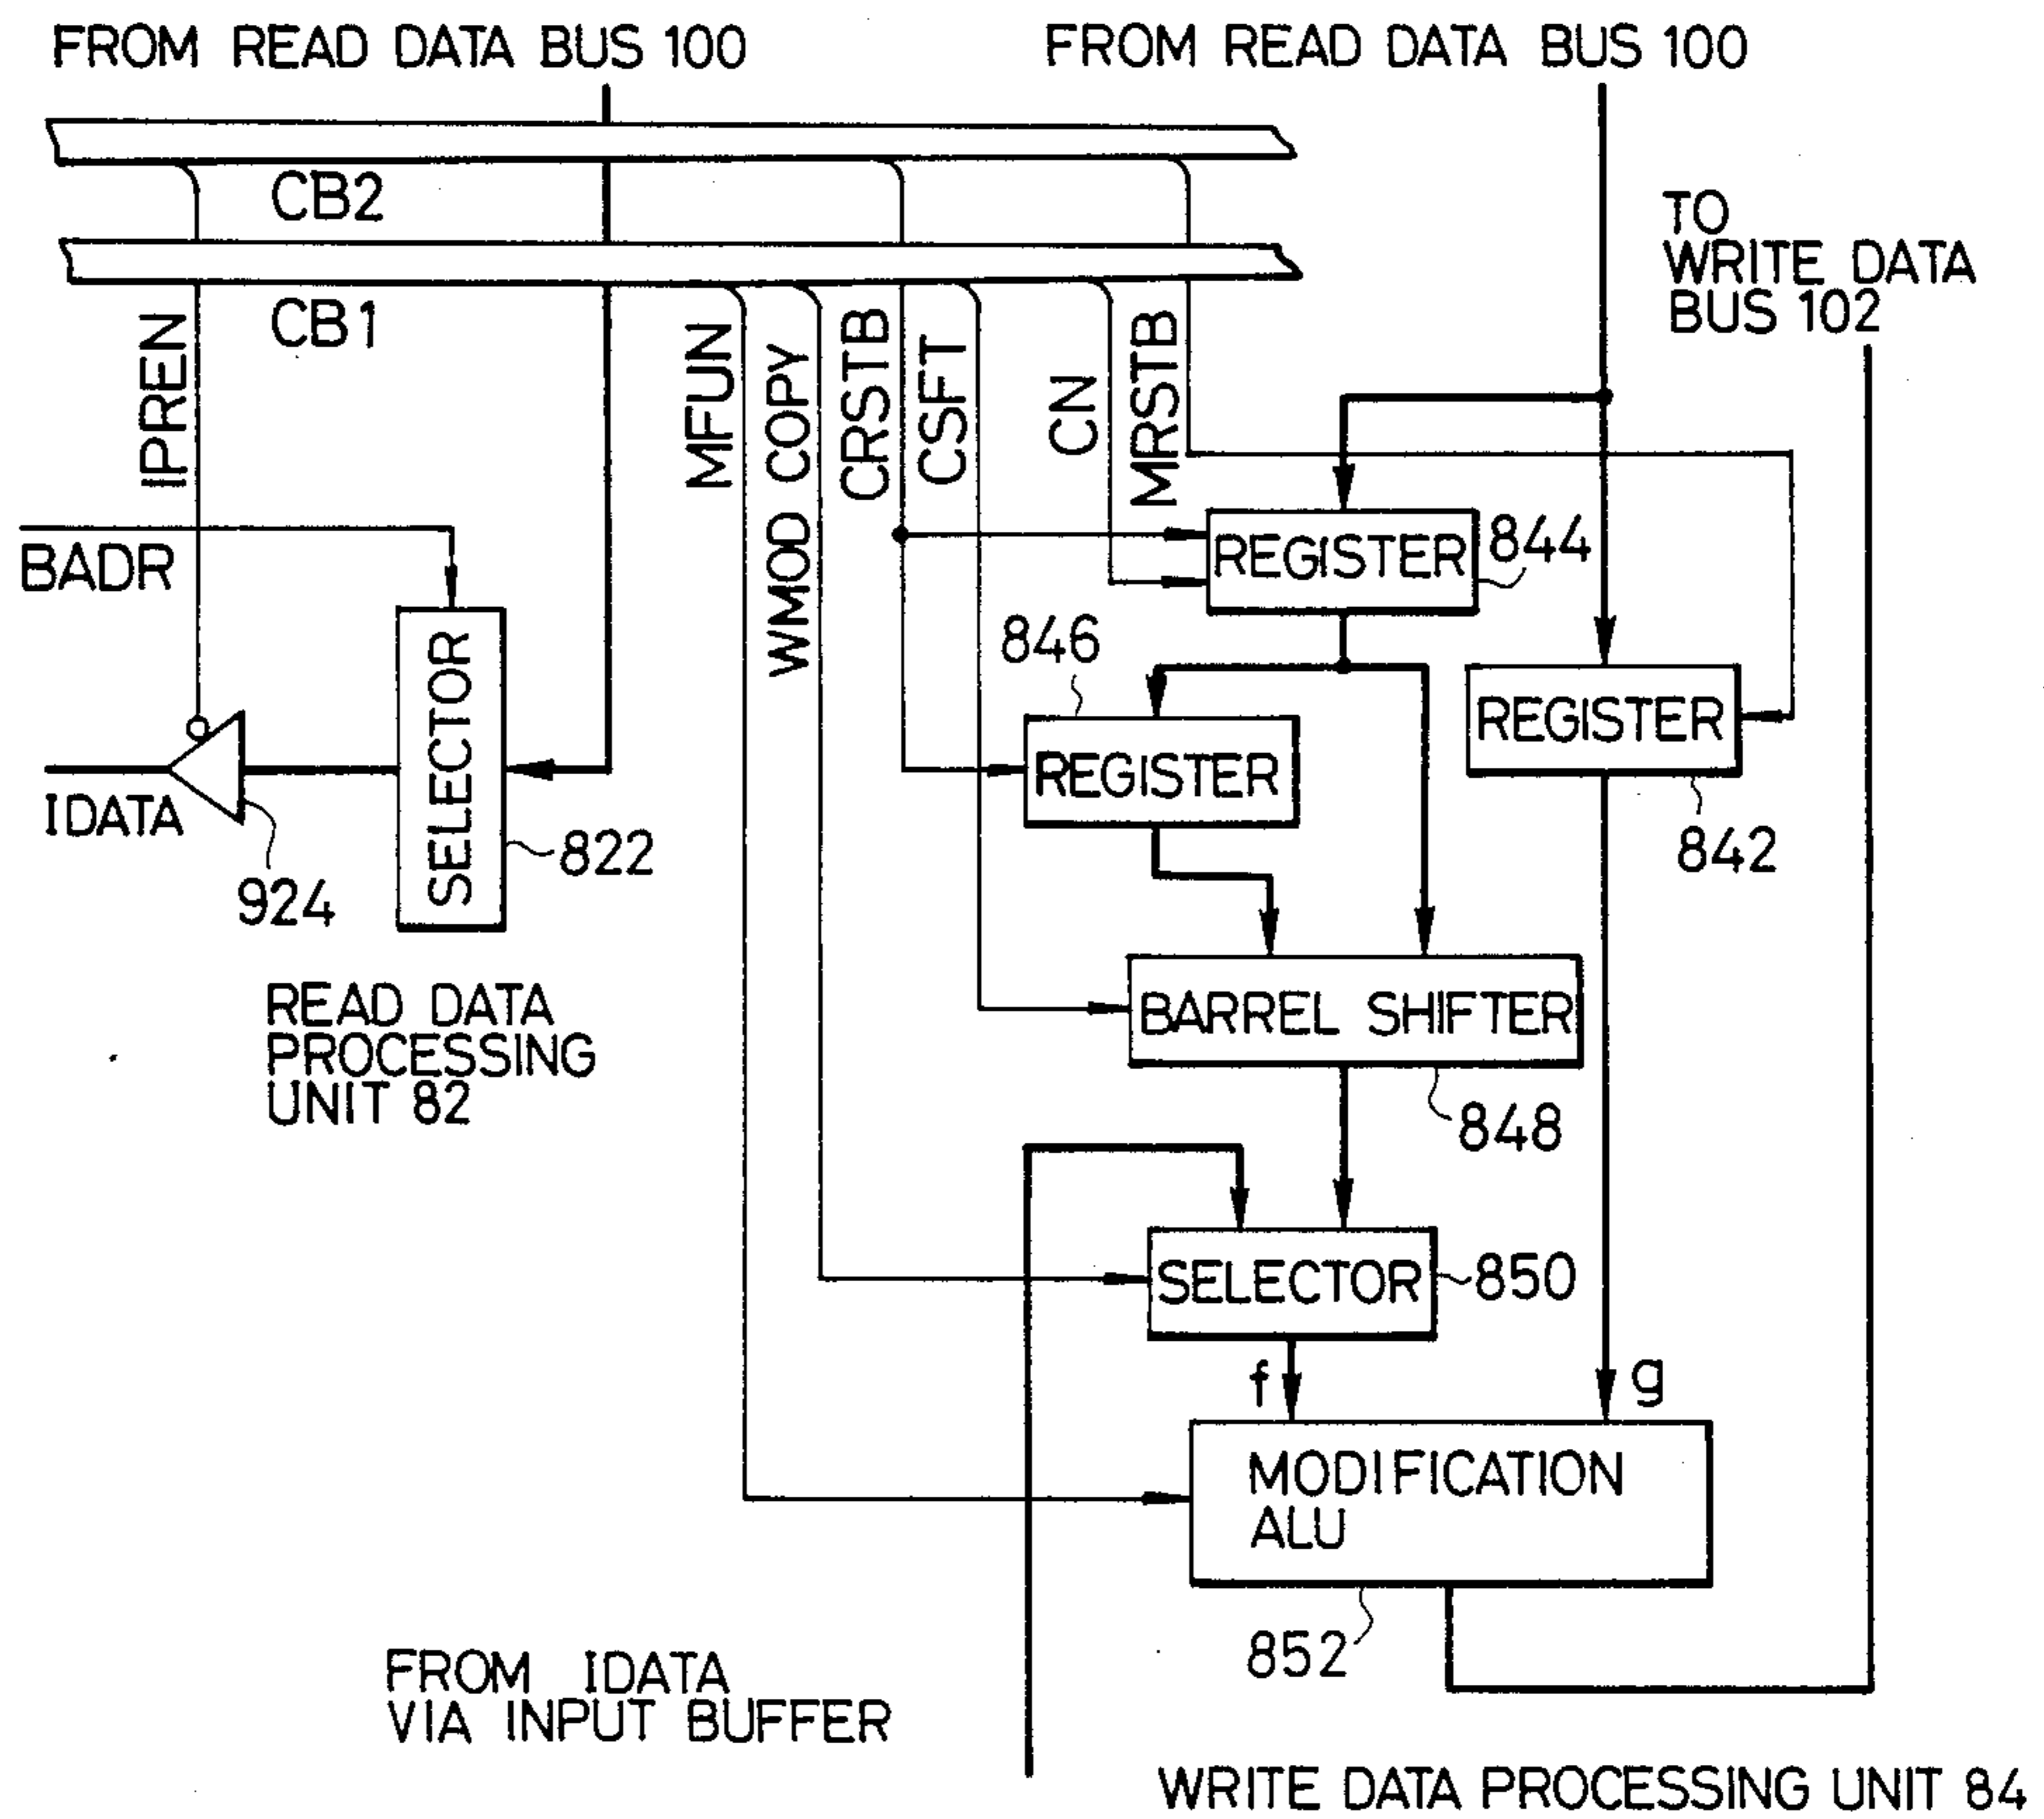 FROM READ DATA BUS 100
FROM READ DATA BUS 100
CB2
TO
WRITE DATA
BUS 102
CB1
IPREN
MFUN
WMOD COPY
CRSTB
CSFT
CN
MRSTB
BADR
REGISTER
844
846
SELECTOR
REGISTER
REGISTER
IDATA
822
842
924
READ DATA
PROCESSING
UNIT 82
BARREL SHIFTER
848
SELECTOR
850
f
g
MODIFICATION
ALU
852
FROM IDATA
VIA INPUT BUFFER
WRITE DATA PROCESSING UNIT 84